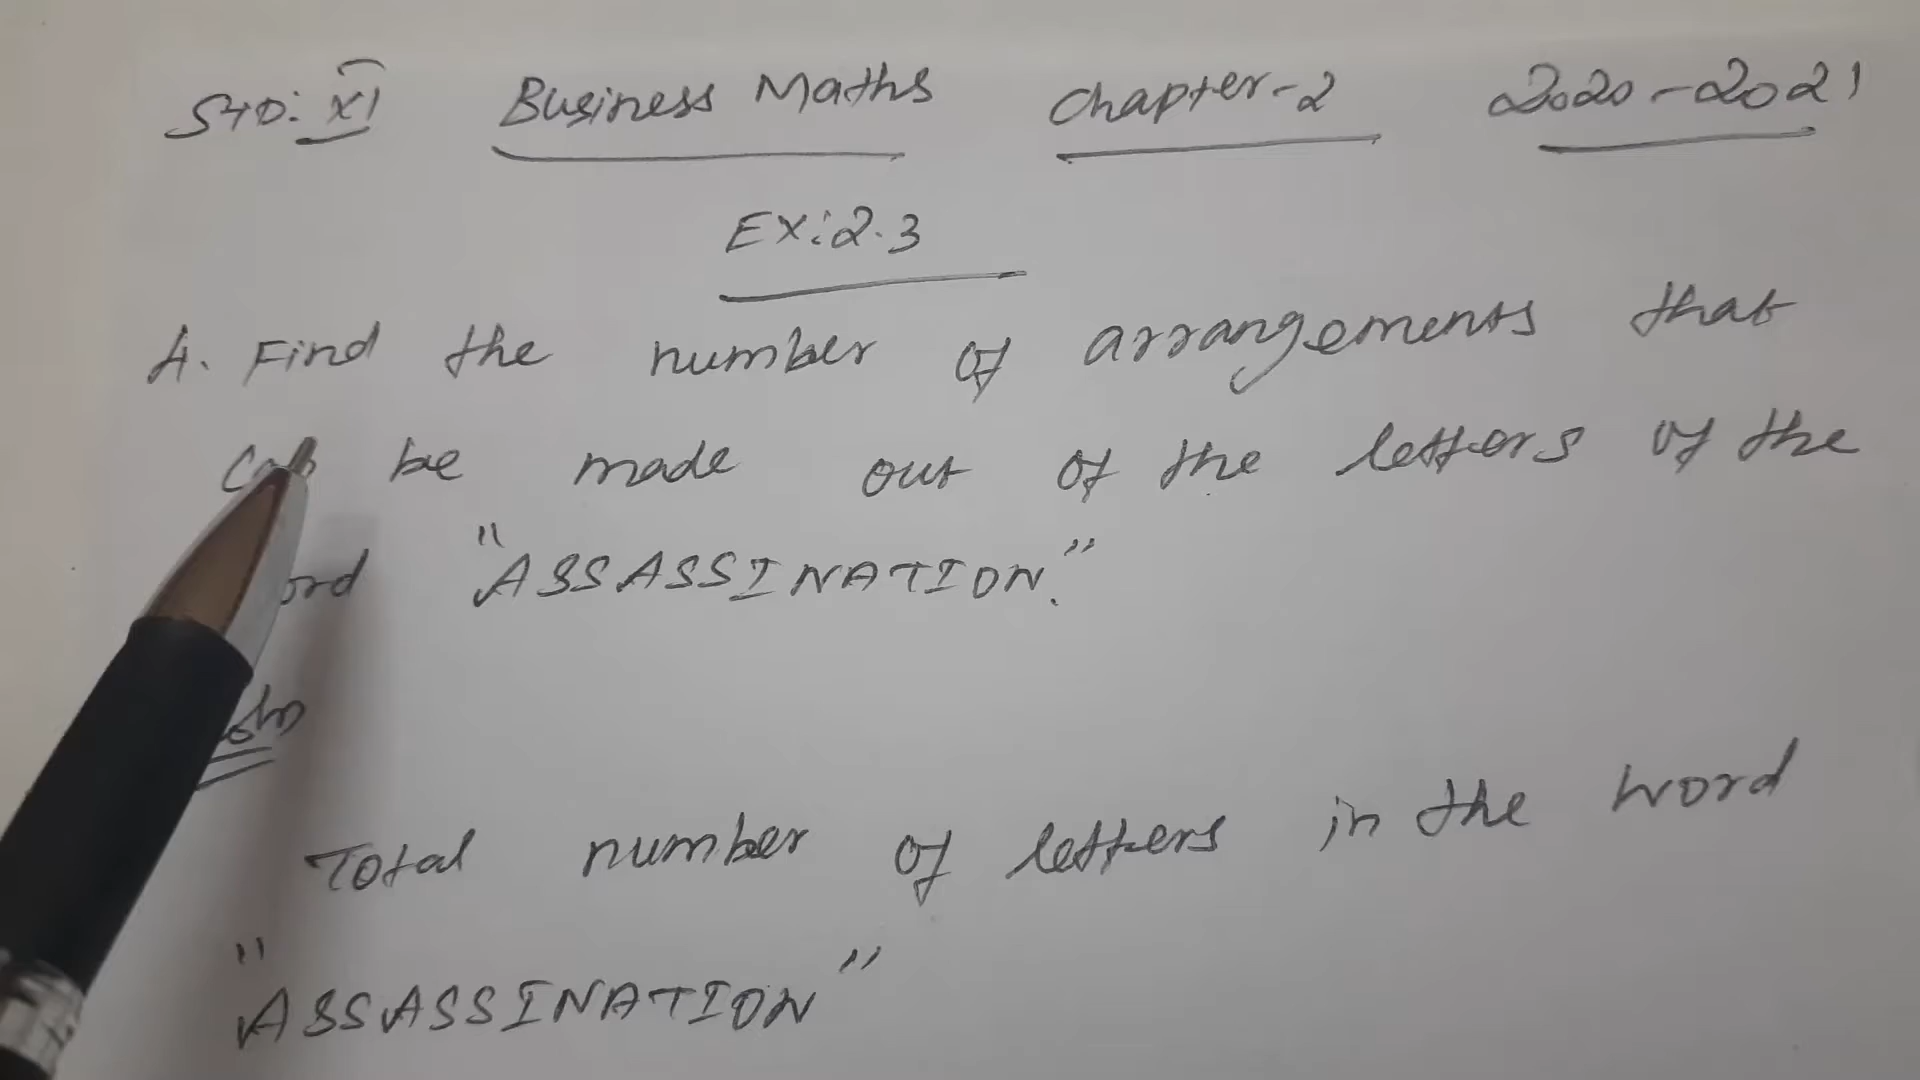 STD: XI Business Maths Chapter-2 2020-2021
EX:2.3
4. Find the number of arrangements that
be made out of the letters of the
"ASSASSINATION."
Total number of letters in the word
"ASSASSINATION"